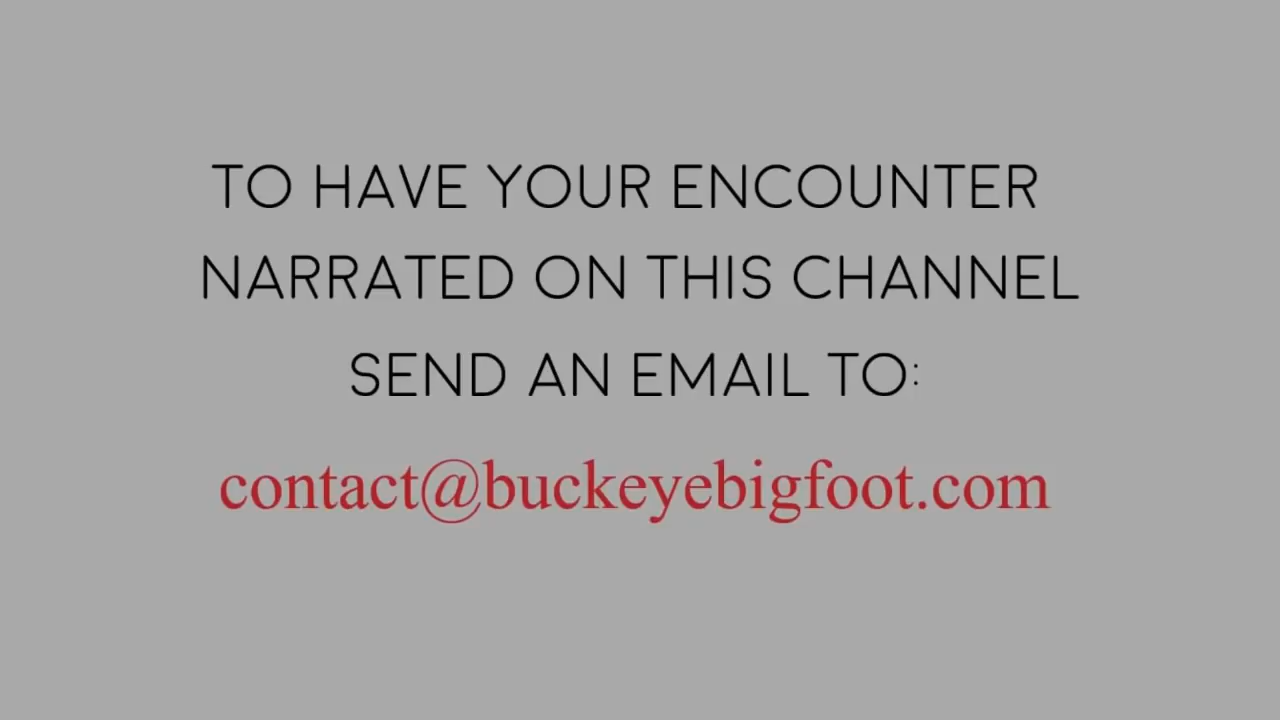 TO HAVE YOUR ENCOUNTER
NARRATED ON THIS CHANNEL
SEND AN EMAIL TO:
contact@buckeyebigfoot.com